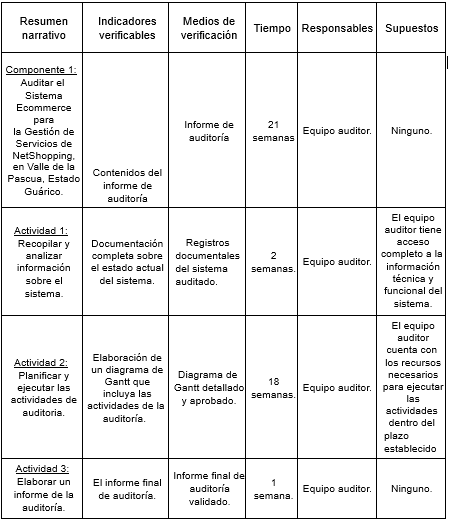 Resumen
narrativo
Indicadores
verificables
Medios de
verificación
Tiempo
Responsables
Supuestos
Componente 1:
Auditar el
Sistema
Ecommerce
para
la Gestión de
Servicios de
NetShopping,
en Valle de la
Pascua, Estado
Guárico.
Contenidos del
informe de
auditoría
Informe de
auditoría
21
semanas
Equipo auditor.
Ninguno.
Actividad 1:
Recopilar y
analizar
información
sobre el
sistema.
Documentación
completa sobre
el estado actual
del sistema.
Registros
documentales
del sistema
auditado.
2
semanas.
Equipo auditor.
El equipo
auditor tiene
acceso
completo a la
información
técnica y
funcional del
sistema.
Actividad 2:
Planificar y
ejecutar las
actividades de
auditoria.
Elaboración de
un diagrama de
Gantt que
incluya las
actividades de la
auditoría.
Diagrama de
Gantt detallado
y aprobado.
18
semanas.
Equipo auditor.
El equipo
auditor
cuenta con
los recursos
necesarios
para ejecutar
las
actividades
dentro del
plazo
establecido
Actividad 3:
Elaborar un
informe de la
auditoría.
El informe final
de auditoría.
Informe final de
auditoría
validado.
1
semana.
Equipo auditor.
Ninguno.